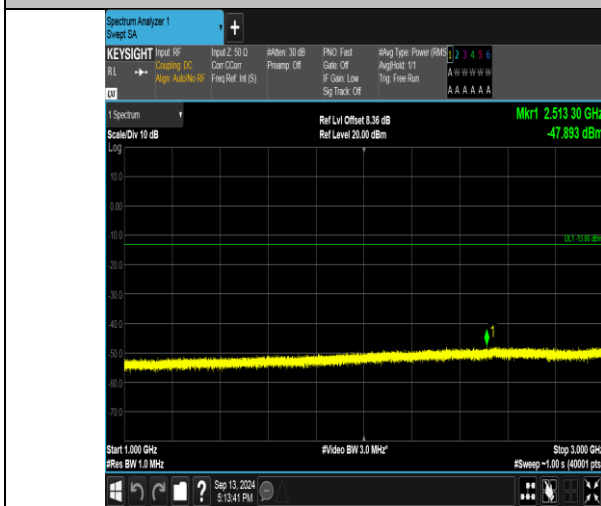 Spectrum Analyzer 1
Swept SA
+
KEYSIGHT
RL
Input: RF
Coupling: DC
Align: Auto/No RF
Input Z: 50 Ω
Corr CCorr
Freq Ref: Int (S)
#Atten: 30 dB
Preamp: Off
PNO: Fast
Gate: Off
IF Gain: Low
Sig Track: Off
#Avg Type: Power (RMS
Avg|Hold: 1/1
Trig: Free Run
1 2 3 4 5 6
A W W W W W
A A A A A A
1 Spectrum
Scale/Div 10 dB
Ref Lvl Offset 8.36 dB
Ref Level 20.00 dBm
Mkr1 2.513 30 GHz
-47.893 dBm
Log
10.0
0.00
-10.0
DL1 -13.00 dBm
-20.0
-30.0
-40.0
1
-50.0
-60.0
-70.0
Start 1.000 GHz
#Res BW 1.0 MHz
#Video BW 3.0 MHz*
Stop 3.000 GHz
#Sweep ~1.00 s (40001 pts
?
Sep 13, 2024
5:13:41 PM